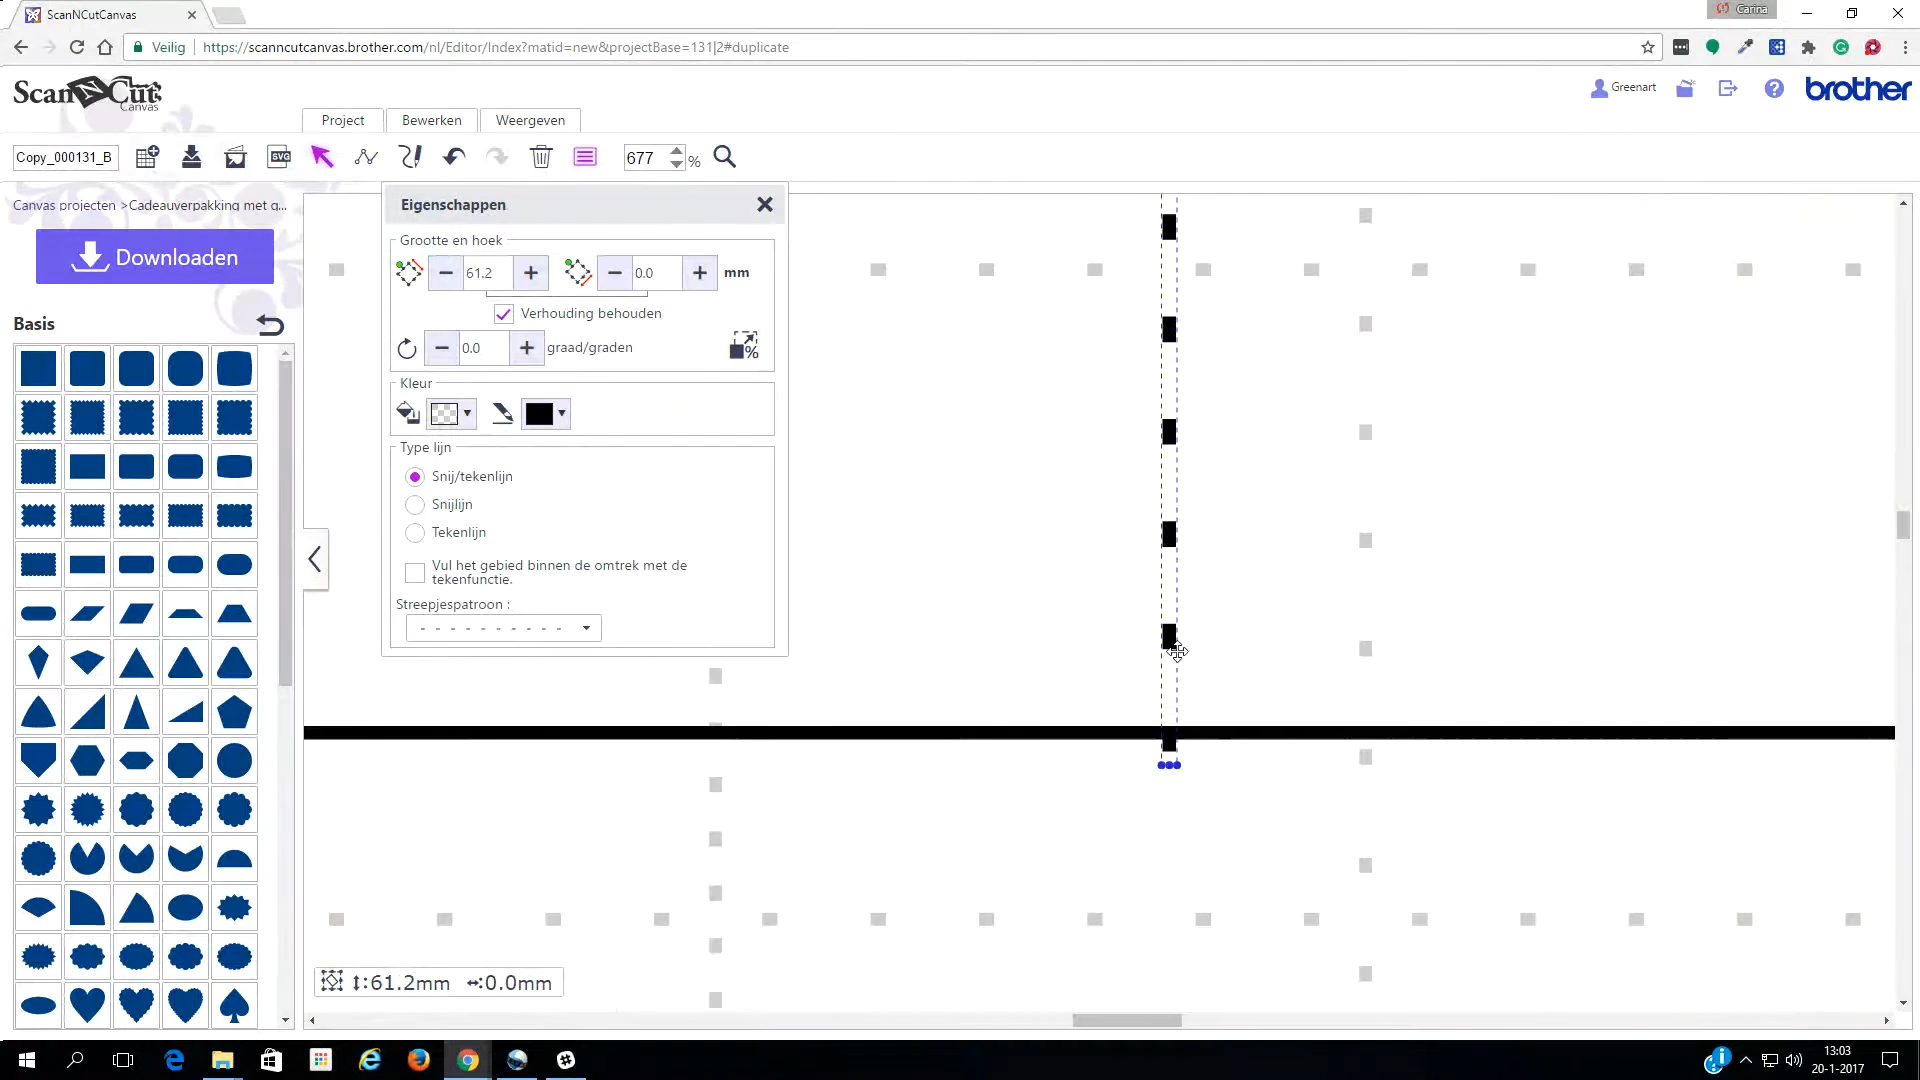 ScanNCutCanvas
Carina
Veilig
https://scanncutcanvas.brother.com/nl/Editor/Index?matid=new&projectBase=131|2#duplicate
ScanNCut
Canvas
Greenart
brother
Project
Bewerken
Weergeven
Copy_000131_B
SVG
677
%
Canvas projecten >Cadeauverpakking met g...
Downloaden
Basis
Eigenschappen
Grootte en hoek
61.2
0.0
mm
Verhouding behouden
0.0
graad/graden
%
Kleur
Type lijn
Snij/tekenlijn
Snijlijn
Tekenlijn
Vul het gebied binnen de omtrek met de
tekenfunctie.
Streepjespatroon :
61.2mm
0.0mm
13:03
20-1-2017